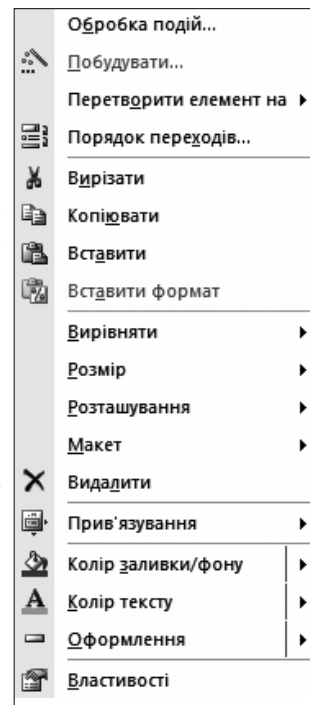 Обробка подій...
Побудувати...
Перетворити елемент на
Порядок переходів...
Вирізати
Копіювати
Вставити
Вставити формат
Вирівняти
Розмір
Розташування
Макет
Видалити
Прив'язування
Колір заливки/фону
Колір тексту
Оформлення
Властивості